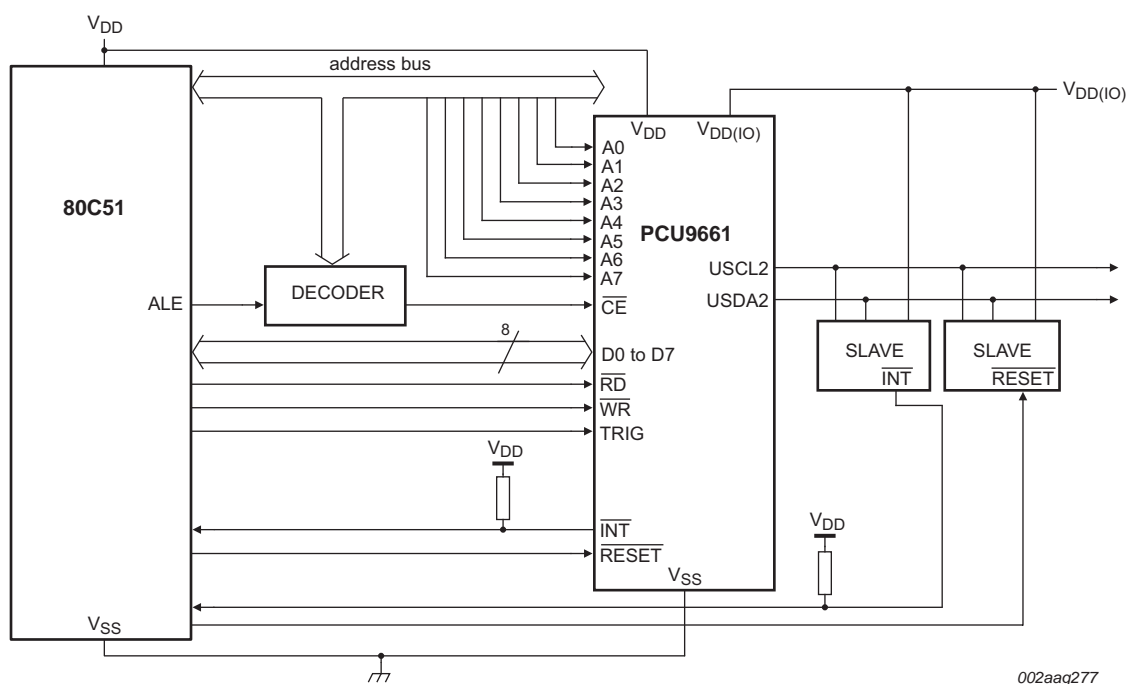 VDD
address bus
VDD
VDD(IO)
VDD(IO)
A0
A1
A2
A3
A4
A5
A6
A7
80C51
PCU9661
USCL2
USDA2
ALE
DECODER
CE
8
D0 to D7
SLAVE
INT
SLAVE
RESET
RD
WR
TRIG
VDD
INT
VDD
RESET
VSS
VSS
002aag277